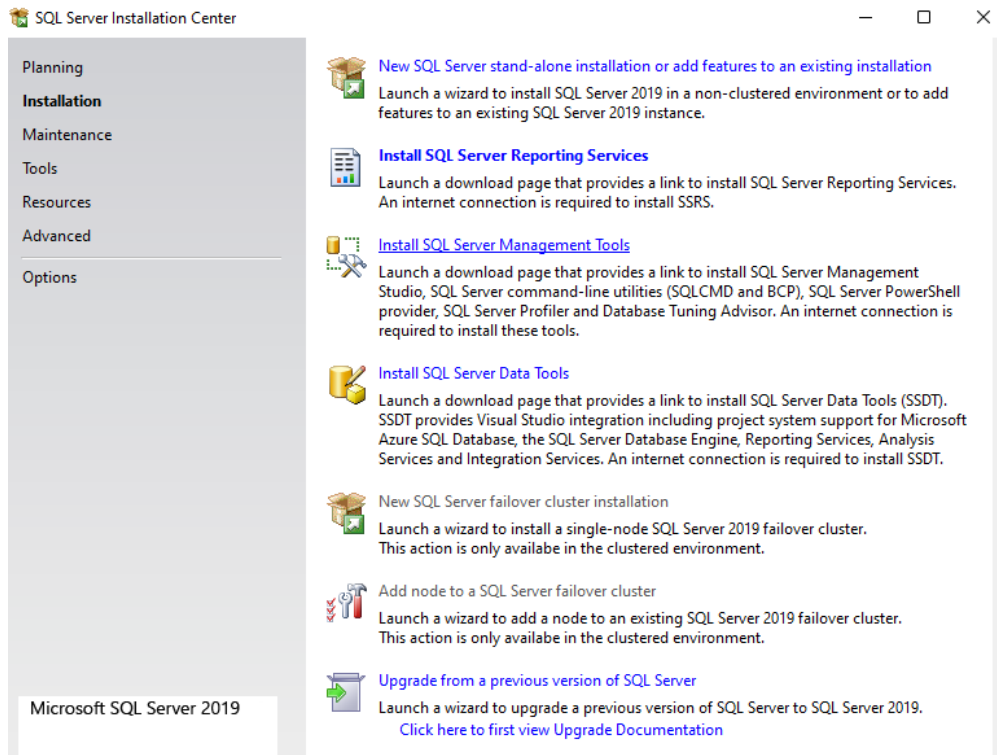 SQL Server Installation Center
Planning
Installation
Maintenance
Tools
Resources
Advanced
Options
Microsoft SQL Server 2019
New SQL Server stand-alone installation or add features to an existing installation
Launch a wizard to install SQL Server 2019 in a non-clustered environment or to add
features to an existing SQL Server 2019 instance.
Install SQL Server Reporting Services
Launch a download page that provides a link to install SQL Server Reporting Services.
An internet connection is required to install SSRS.
Install SQL Server Management Tools
Launch a download page that provides a link to install SQL Server Management
Studio, SQL Server command-line utilities (SQLCMD and BCP), SQL Server PowerShell
provider, SQL Server Profiler and Database Tuning Advisor. An internet connection is
required to install these tools.
Install SQL Server Data Tools
Launch a download page that provides a link to install SQL Server Data Tools (SSDT).
SSDT provides Visual Studio integration including project system support for Microsoft
Azure SQL Database, the SQL Server Database Engine, Reporting Services, Analysis
Services and Integration Services. An internet connection is required to install SSDT.
New SQL Server failover cluster installation
Launch a wizard to install a single-node SQL Server 2019 failover cluster.
This action is only availabe in the clustered environment.
Add node to a SQL Server failover cluster
Launch a wizard to add a node to an existing SQL Server 2019 failover cluster.
This action is only availabe in the clustered environment.
Upgrade from a previous version of SQL Server
Launch a wizard to upgrade a previous version of SQL Server to SQL Server 2019.
Click here to first view Upgrade Documentation